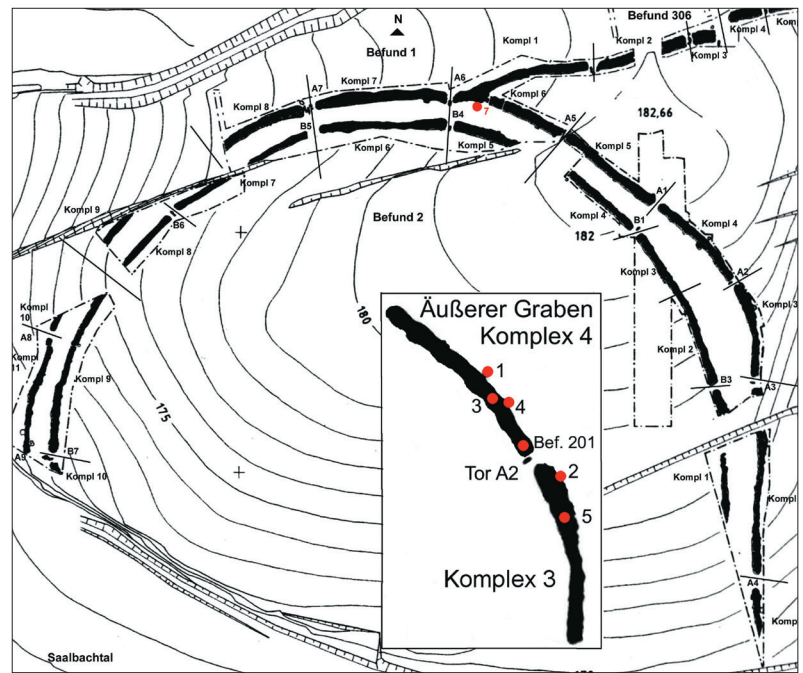 N
Befund 306
Befund 1
Kompl 1
Kompl 2
Kompl 3
Kompl 4
Kompl 8
A7
Kompl 7
A6
Kompl 6
7
B4
B5
Kompl 6
Kompl 5
A5
182,66
Kompl 5
Kompl 7
Kompl 9
B6
Kompl 8
Befund 2
Kompl 4
182
A1
B1
Kompl 4
Kompl 3
A2
Kompl 3
Kompl 2
B3
A3
180
175
Kompl
10
A8
Kompl 9
A9
B7
Kompl 10
Äußerer Graben
Komplex 4
1
3
4
Bef. 201
Tor A2
2
5
Komplex 3
Kompl 1
Kompl
A4
Komp
Saalbachtal